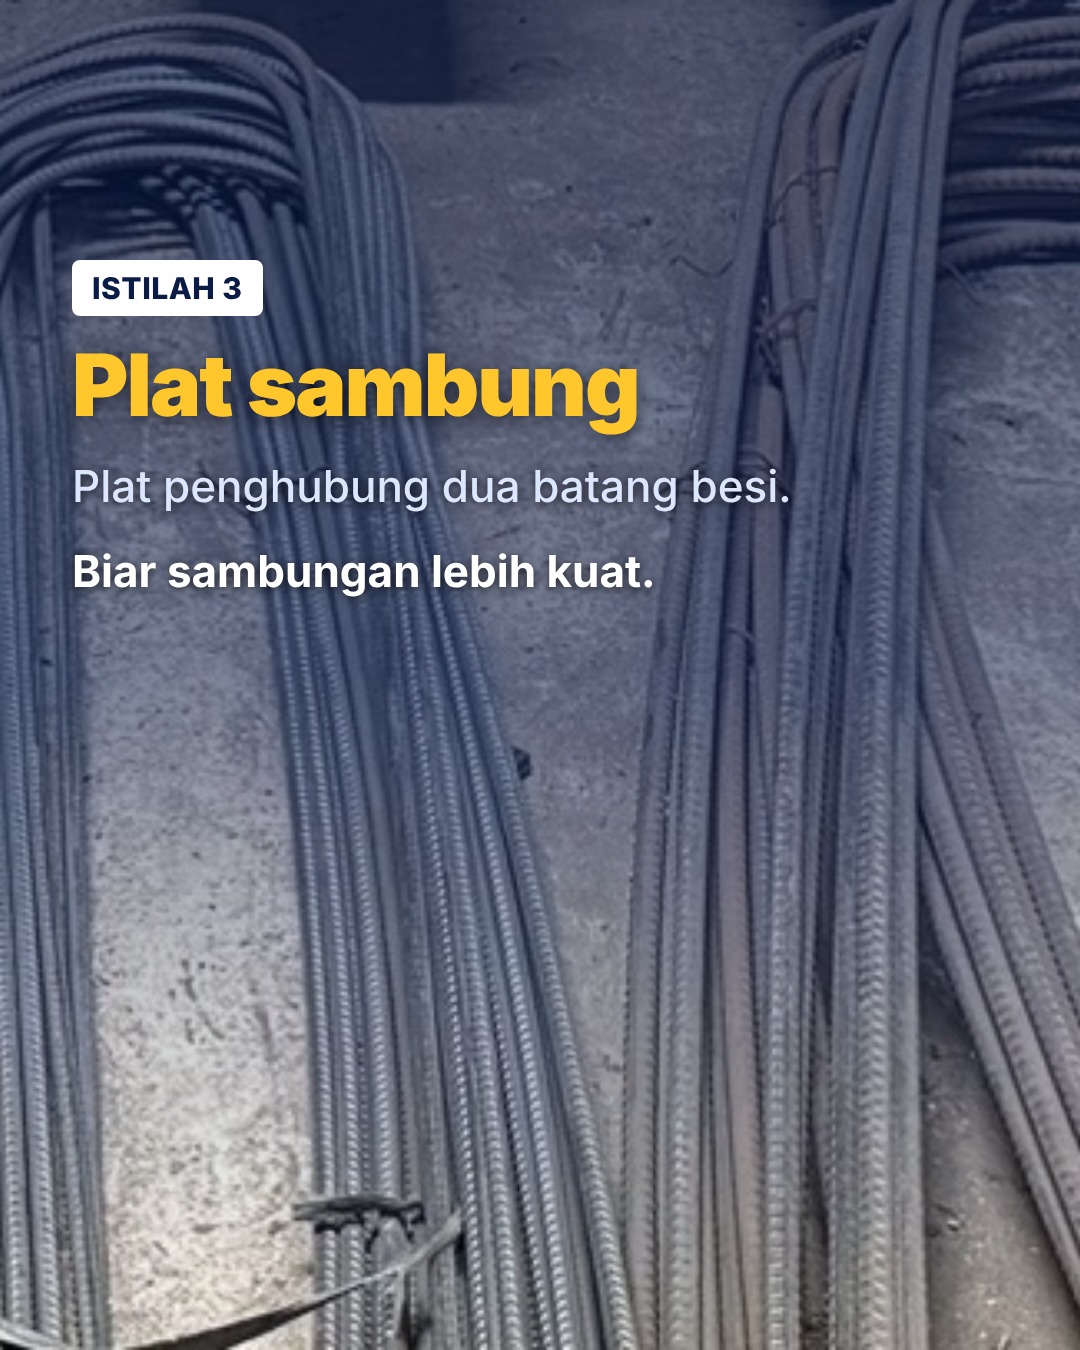 ISTILAH 3
Plat sambung
Plat penghubung dua batang besi.
Biar sambungan lebih kuat.